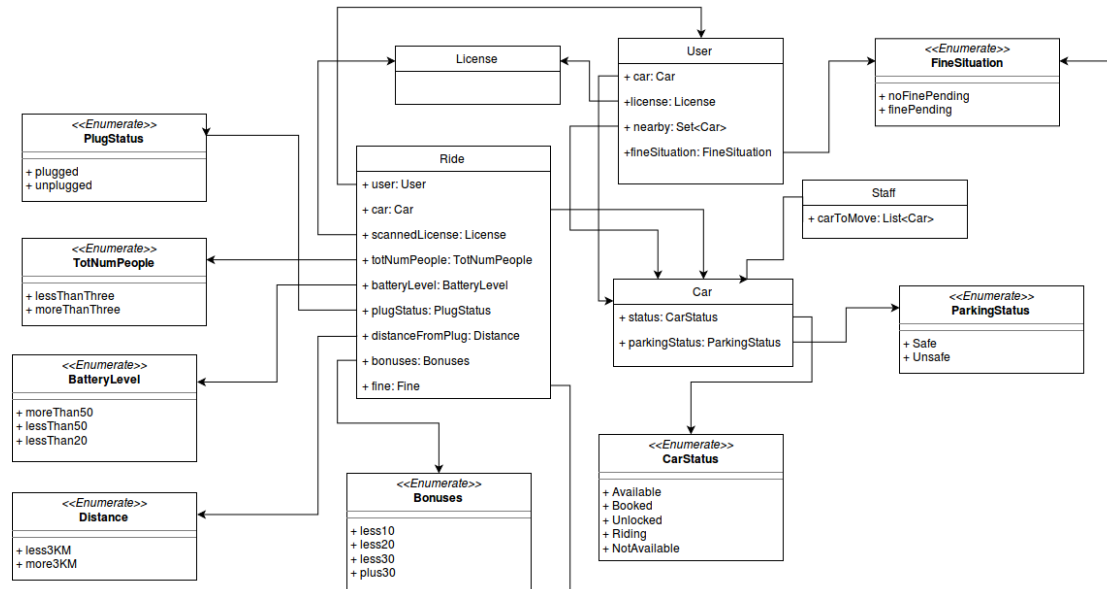 License
User
+ car: Car
+license: License
+ nearby: Set<Car>
+fineSituation: FineSituation
<<Enumerate>>
FineSituation
+ noFinePending
+ finePending
<<Enumerate>>
PlugStatus
+ plugged
+ unplugged
Ride
+ user: User
+ car: Car
+ scannedLicense: License
+ totNumPeople: TotNumPeople
+ batteryLevel: BatteryLevel
+ plugStatus: PlugStatus
+ distanceFromPlug: Distance
+ bonuses: Bonuses
+ fine: Fine
Staff
+ carToMove: List<Car>
<<Enumerate>>
TotNumPeople
+ lessThanThree
+ moreThanThree
Car
+ status: CarStatus
+ parkingStatus: ParkingStatus
<<Enumerate>>
ParkingStatus
+ Safe
+ Unsafe
<<Enumerate>>
BatteryLevel
+ moreThan50
+ lessThan50
+ lessThan20
<<Enumerate>>
CarStatus
+ Available
+ Booked
+ Unlocked
+ Riding
+ NotAvailable
<<Enumerate>>
Bonuses
+ less10
+ less20
+ less30
+ plus30
<<Enumerate>>
Distance
+ less3KM
+ more3KM